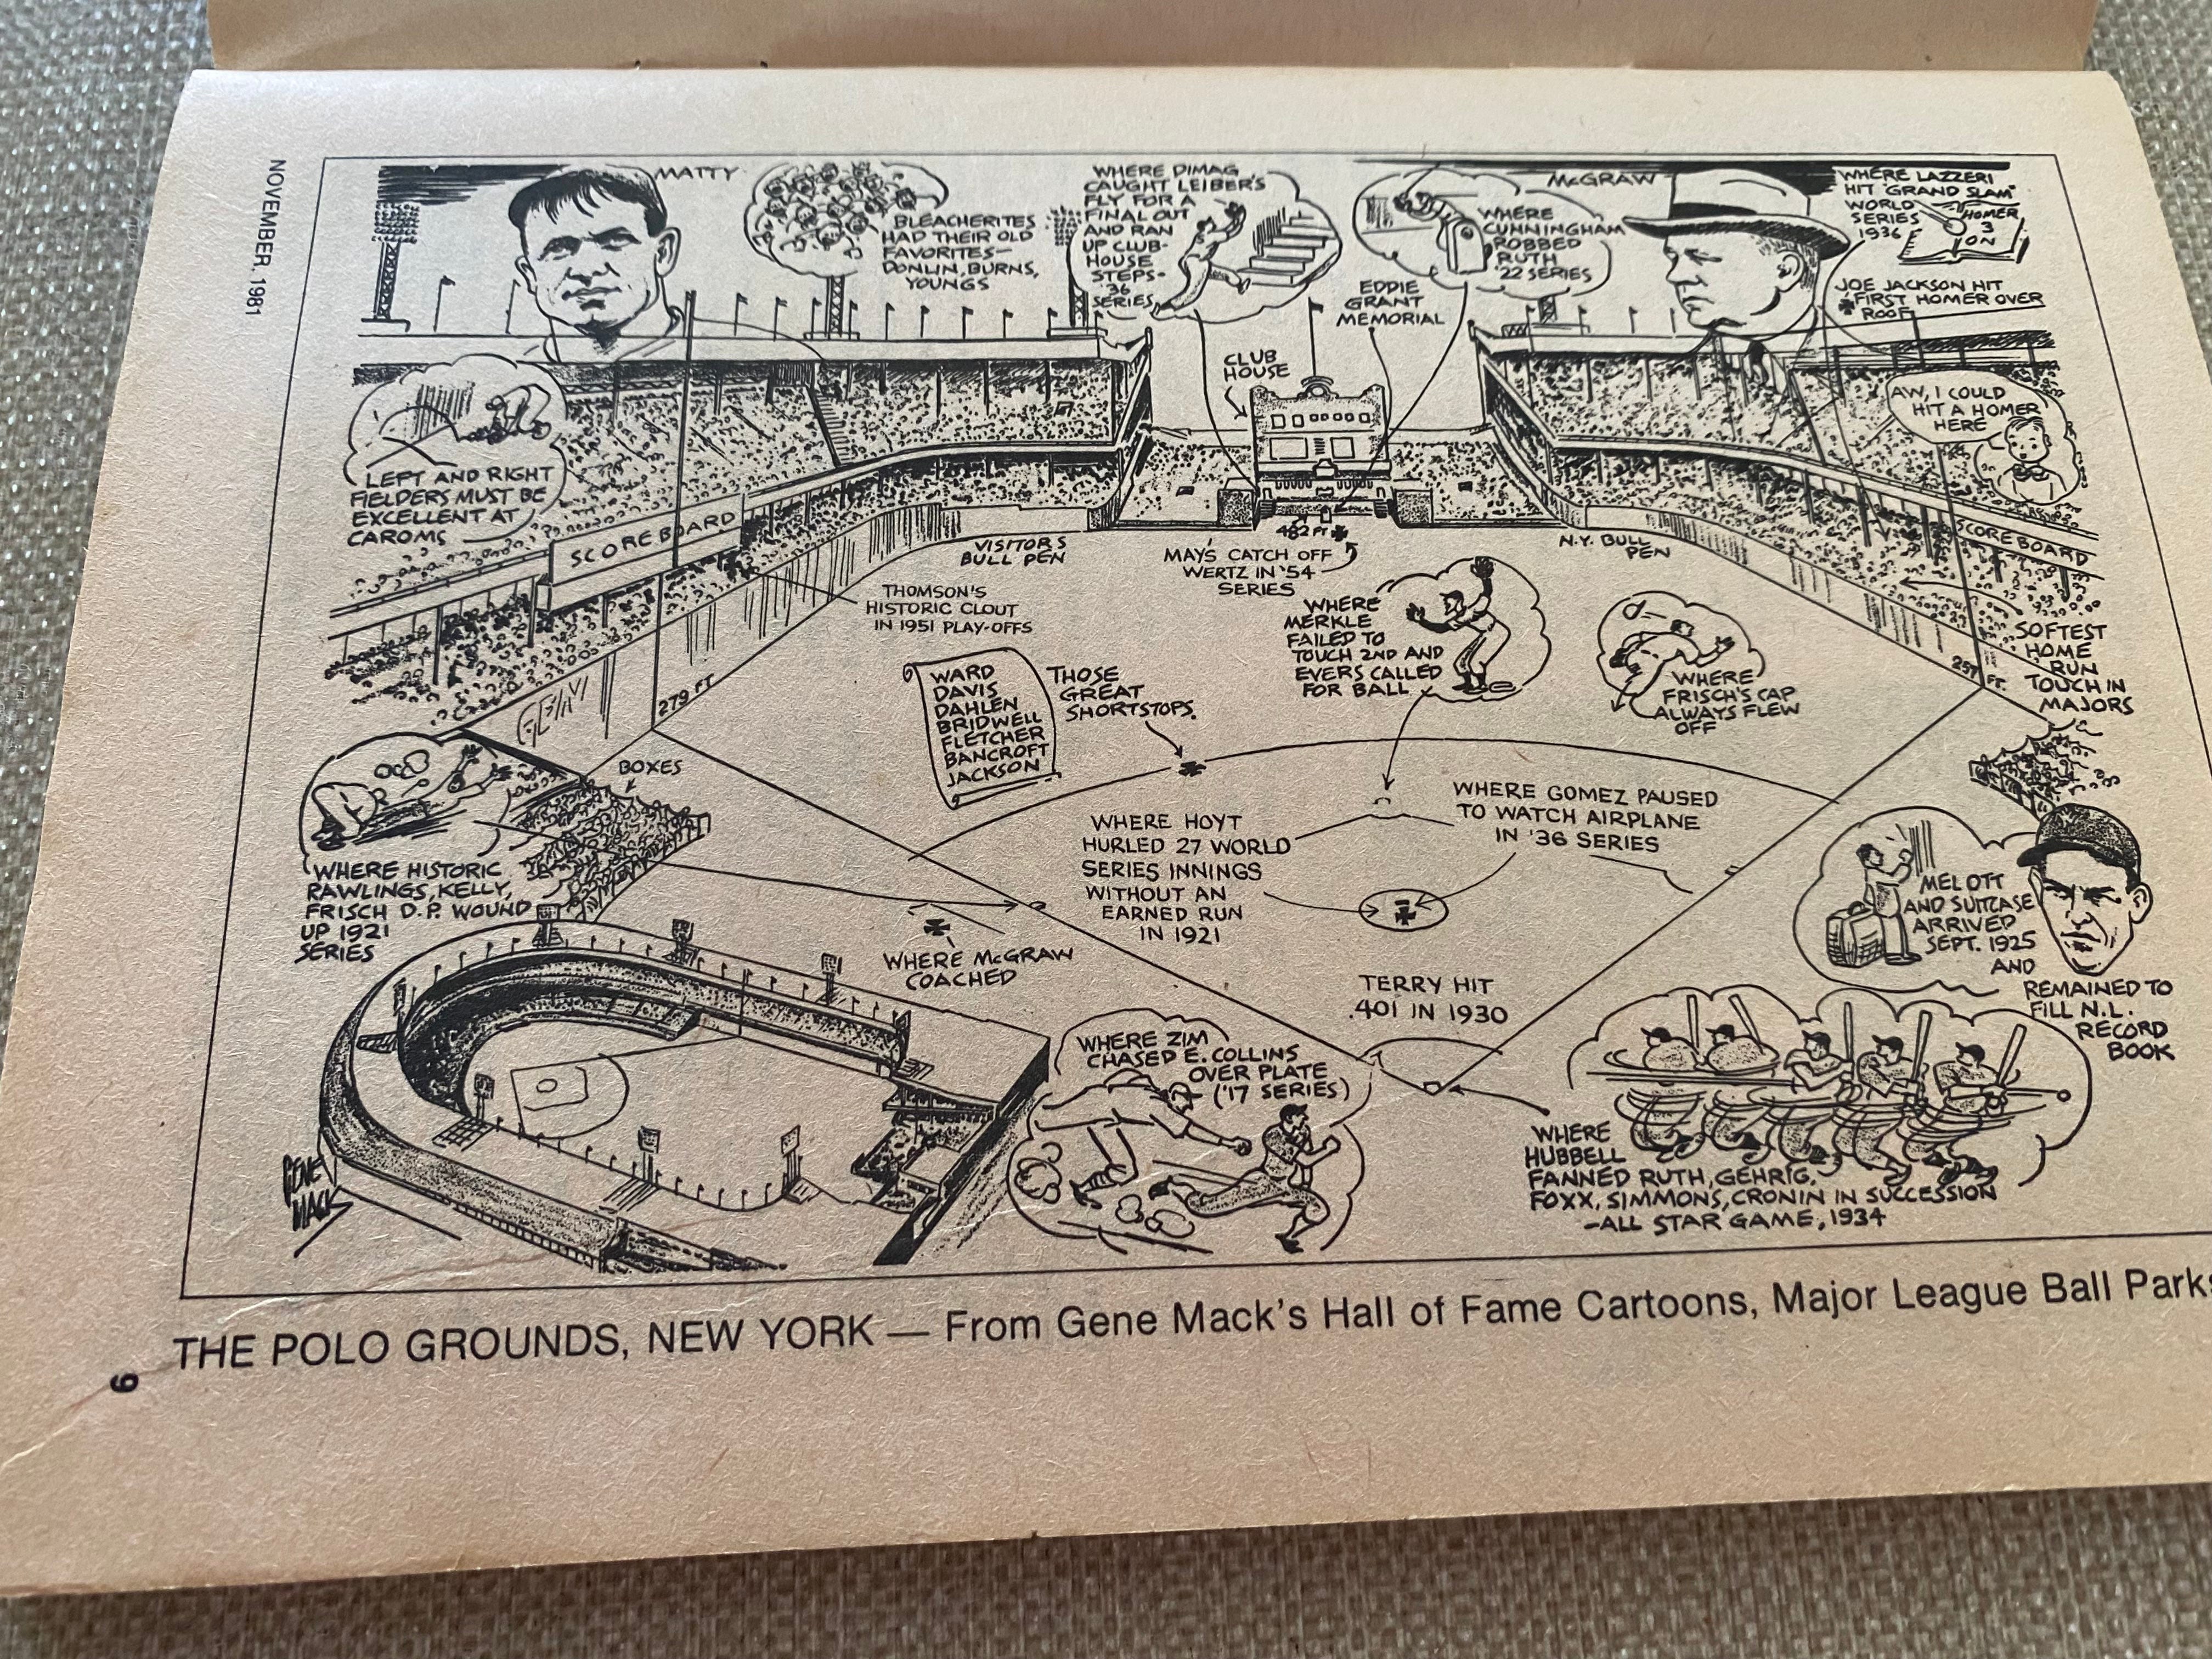 NOVEMBER, 1981
MATTY
BLEACHERITES
HAD THEIR OLD
FAVORITES—
DONLIN, BURNS,
YOUNGS
WHERE DIMAG
CAUGHT LEIBER'S
FLY FOR A
FINAL OUT
AND RAN
UP CLUB-
HOUSE
STEPS-
'36
SERIES
WHERE
CUNNINGHAM
ROBBED
RUTH
'22 SERIES
McGRAW
WHERE LAZZERI
HIT "GRAND SLAM"
WORLD
SERIES
1936
HOMER
3
ON
EDDIE
GRANT
MEMORIAL
JOE JACKSON HIT
FIRST HOMER OVER
ROOF
CLUB
HOUSE
AW, I COULD
HIT A HOMER
HERE
LEFT AND RIGHT
FIELDERS MUST BE
EXCELLENT AT
CAROMS
SCOREBOARD
VISITORS
BULL PEN
482 FT
MAY'S CATCH OFF
WERTZ IN '54
SERIES
N.Y. BULL
PEN
SCOREBOARD
THOMSON'S
HISTORIC CLOUT
IN 1951 PLAY-OFFS
WHERE
MERKLE
FAILED TO
TOUCH 2ND AND
EVERS CALLED
FOR BALL
WHERE
FRISCH'S CAP
ALWAYS FLEW
OFF
257 FT.
SOFTEST
HOME
RUN
TOUCH IN
MAJORS
279 FT
WARD
DAVIS
DAHLEN
BRIDWELL
FLETCHER
BANCROFT
JACKSON
THOSE
GREAT
SHORTSTOPS.
BOXES
WHERE HOYT
HURLED 27 WORLD
SERIES INNINGS
WITHOUT AN
EARNED RUN
IN 1921
WHERE GOMEZ PAUSED
TO WATCH AIRPLANE
IN '36 SERIES
WHERE HISTORIC
RAWLINGS, KELLY,
FRISCH D.P. WOUND
UP 1921
SERIES
WHERE McGRAW
COACHED
MEL OTT
AND SUITCASE
ARRIVED
SEPT. 1925
AND
REMAINED TO
FILL N.L.
RECORD
BOOK
TERRY HIT
.401 IN 1930
WHERE ZIM
CHASED E. COLLINS
OVER PLATE
('17 SERIES)
WHERE
HUBBELL
FANNED RUTH, GEHRIG,
FOXX, SIMMONS, CRONIN IN SUCCESSION
—ALL STAR GAME, 1934
GENE
MACK
THE POLO GROUNDS, NEW YORK — From Gene Mack's Hall of Fame Cartoons, Major League Ball Parks
9